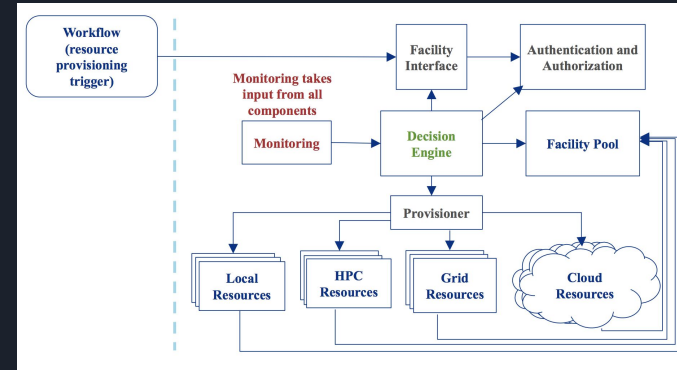 Workflow
(resource
provisioning
trigger)
Facility
Interface
Authentication and
Authorization
Monitoring takes
input from all
components
Monitoring
Decision
Engine
Facility Pool
Provisioner
Local
Resources
HPC
Resources
Grid
Resources
Cloud
Resources